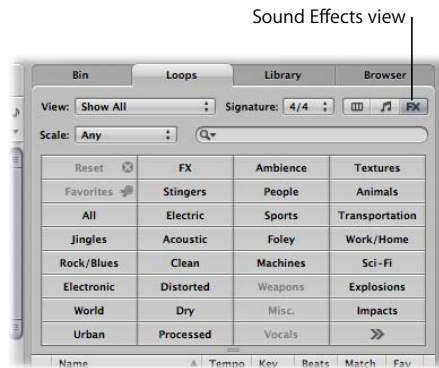 Sound Effects view
Bin Loops Library Browser
View: Show All Signature: 4/4 FX
Scale: Any
Reset FX Ambience Textures
Favorites Stingers People Animals
All Electric Sports Transportation
Jingles Acoustic Foley Work/Home
Rock/Blues Clean Machines Sci-Fi
Electronic Distorted Weapons Explosions
World Dry Misc. Impacts
Urban Processed Vocals >>
Name Tempo Key Beats Match Fav